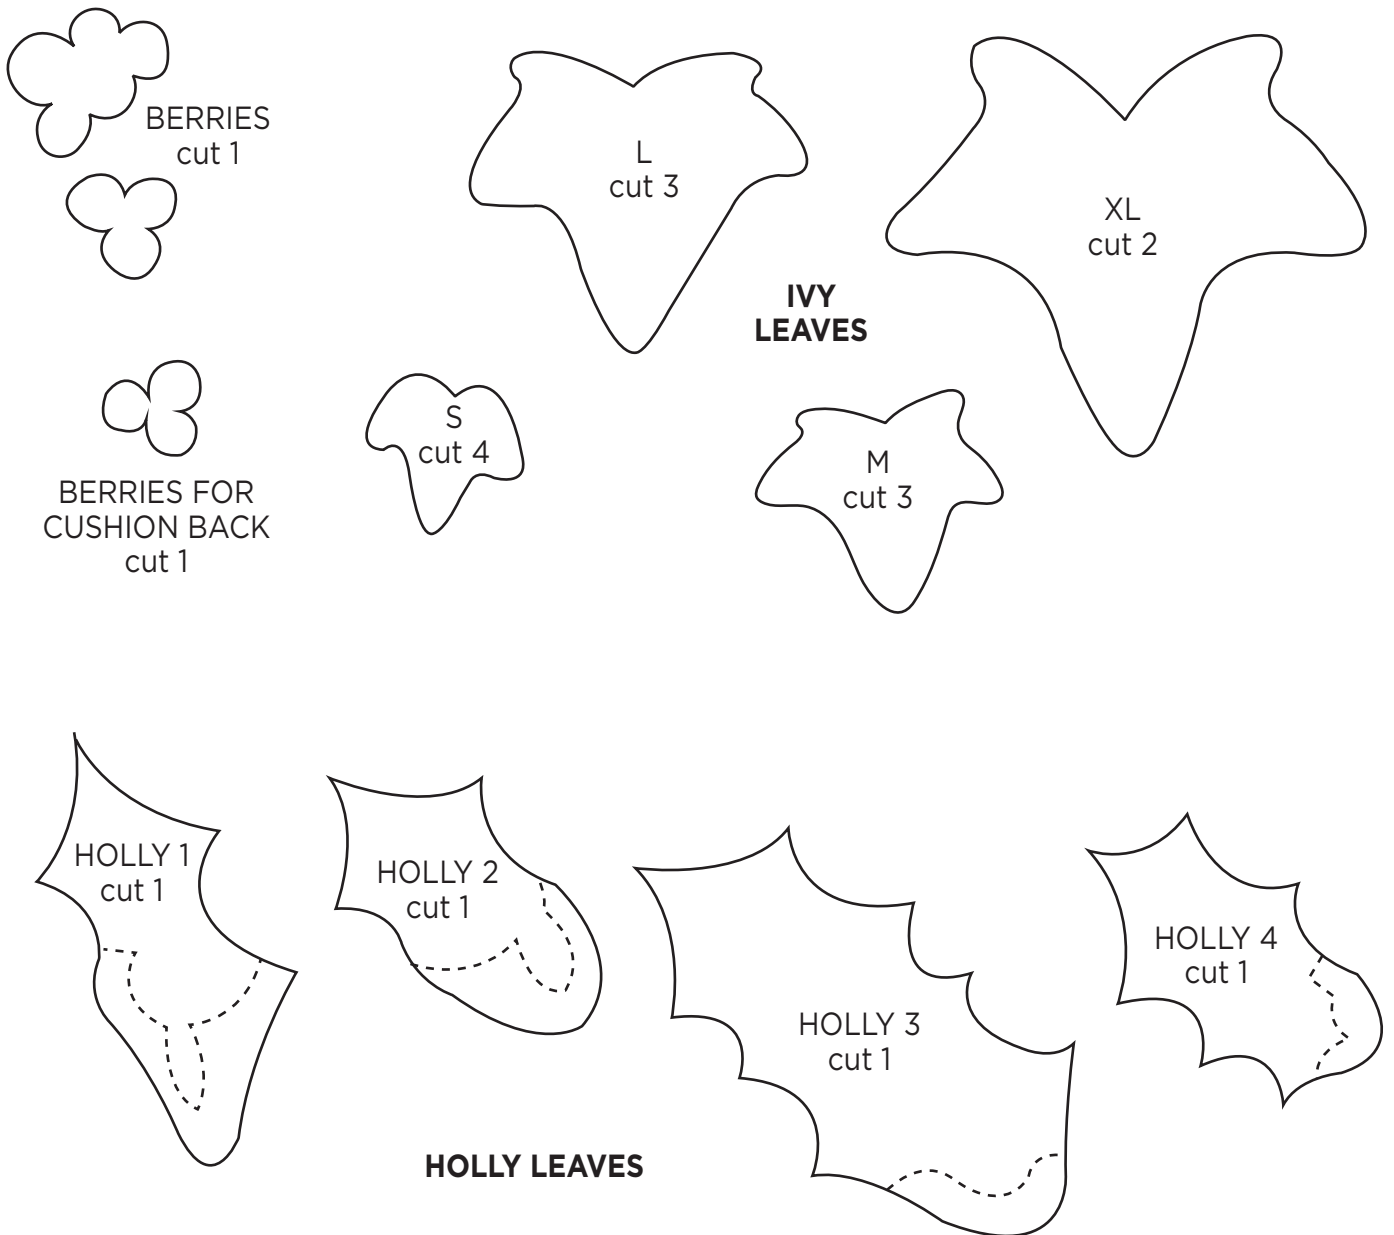 BERRIES
cut 1
L
cut 3
XL
cut 2
IVY
LEAVES
BERRIES FOR
CUSHION BACK
cut 1
S
cut 4
M
cut 3
HOLLY 1
cut 1
HOLLY 2
cut 1
HOLLY 3
cut 1
HOLLY 4
cut 1
HOLLY LEAVES